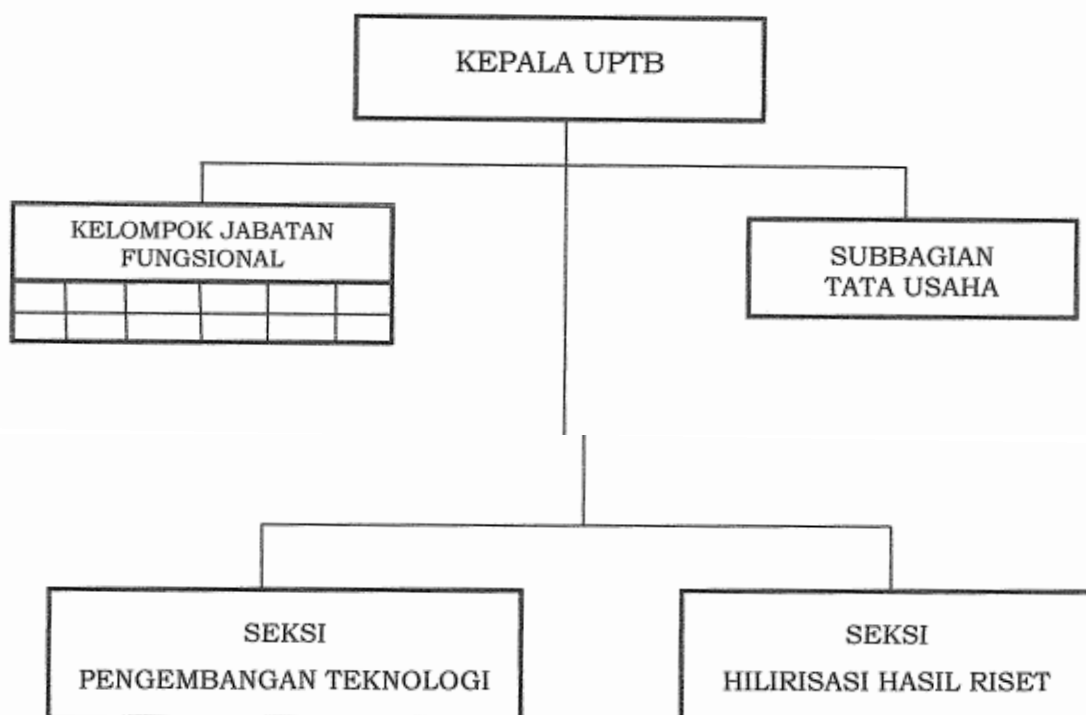 KEPALA UPTB
KELOMPOK JABATAN
FUNGSIONAL
SUBBAGIAN
TATA USAHA
SEKSI
PENGEMBANGAN TEKNOLOGI
SEKSI
HILIRISASI HASIL RISET